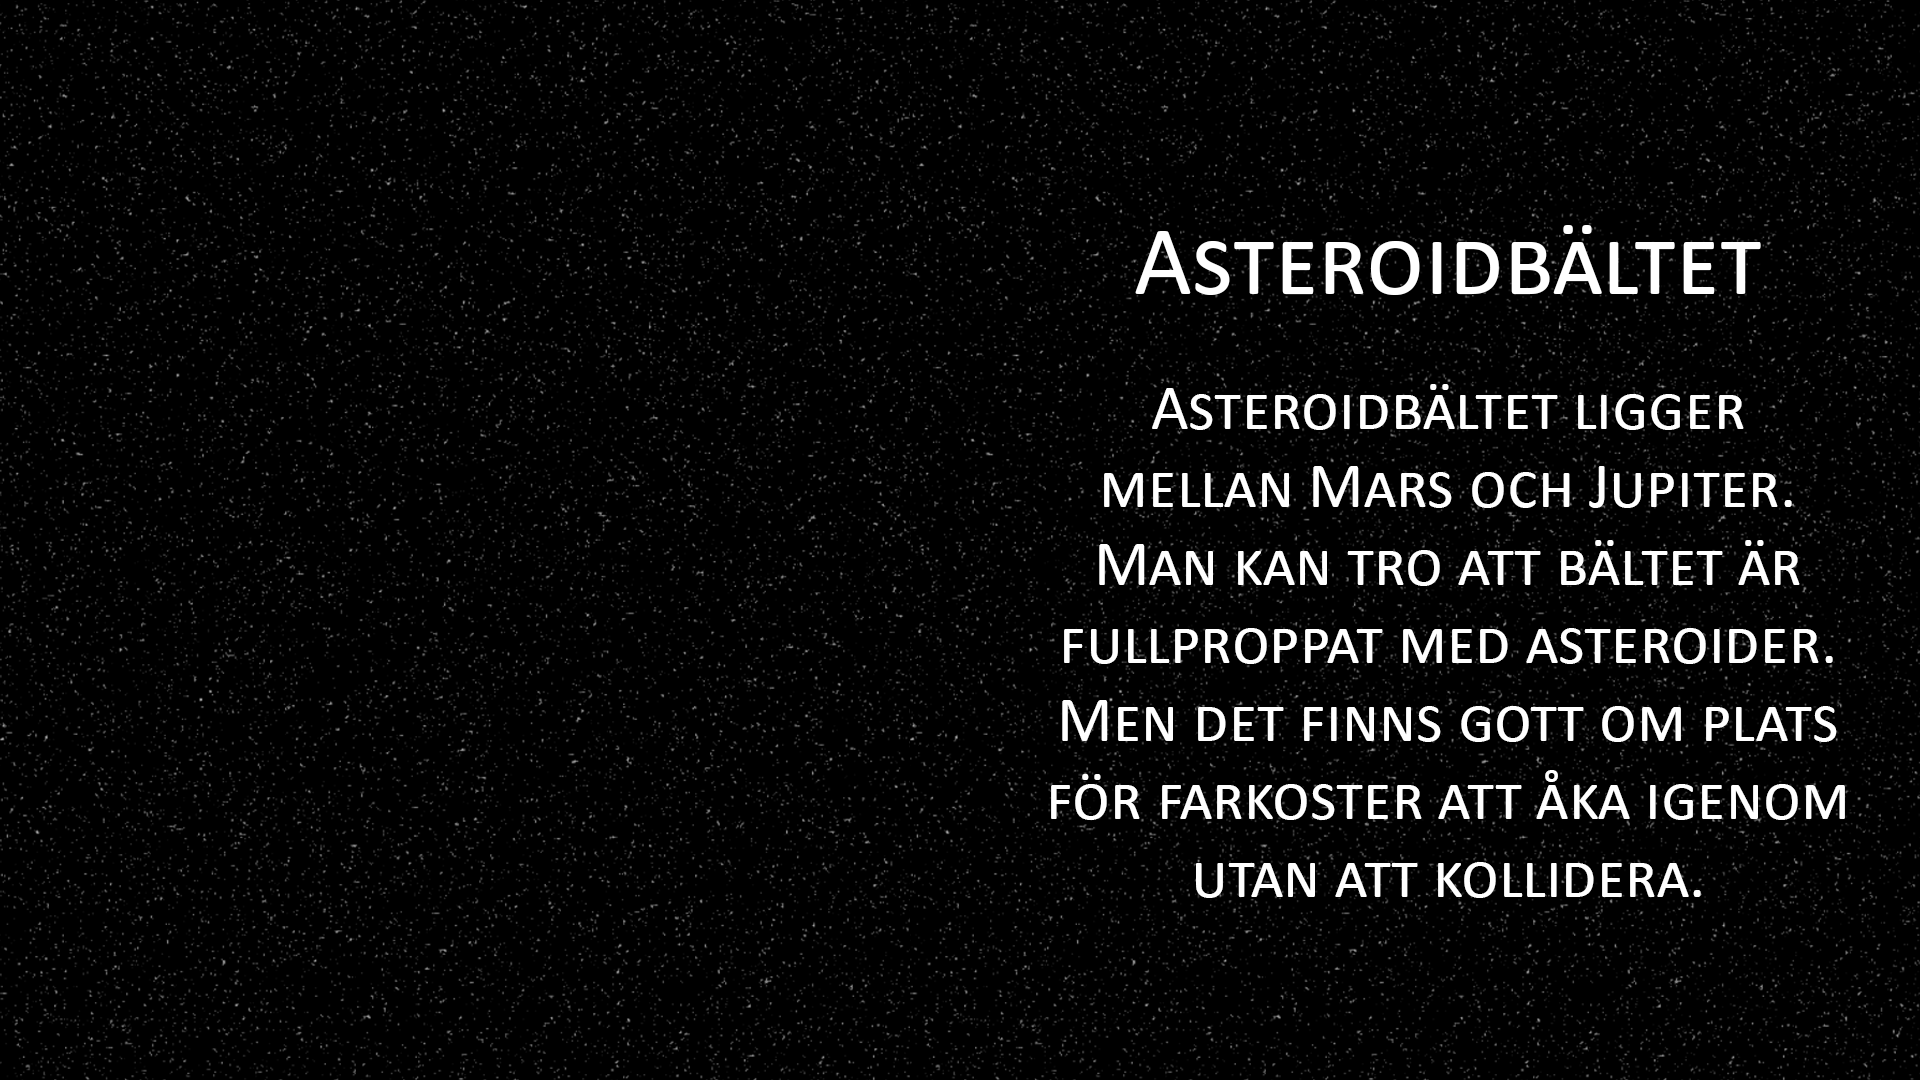 Asteroidbältet
Asteroidbältet ligger
mellan Mars och Jupiter.
Man kan tro att bältet är
fullproppat med asteroider.
Men det finns gott om plats
för farkoster att åka igenom
utan att kollidera.